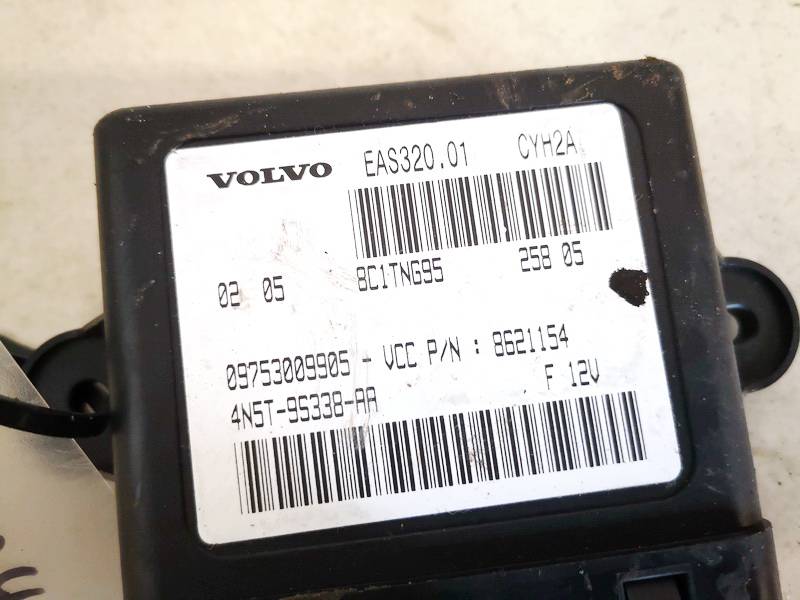 VOLVO EAS320.01 CYH2A
02 05 8C1TNG95 258 05
09753009905 - VCC P/N : 8621154
4N5T-9S338-AA F 12V